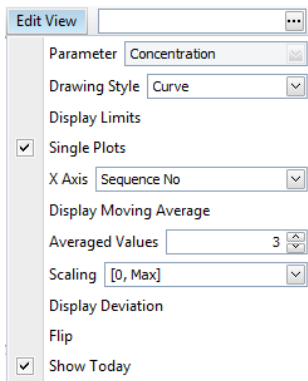 Edit View ...
Parameter Concentration
Drawing Style Curve
Display Limits
Single Plots
X Axis Sequence No
Display Moving Average
Averaged Values 3
Scaling [0, Max]
Display Deviation
Flip
Show Today